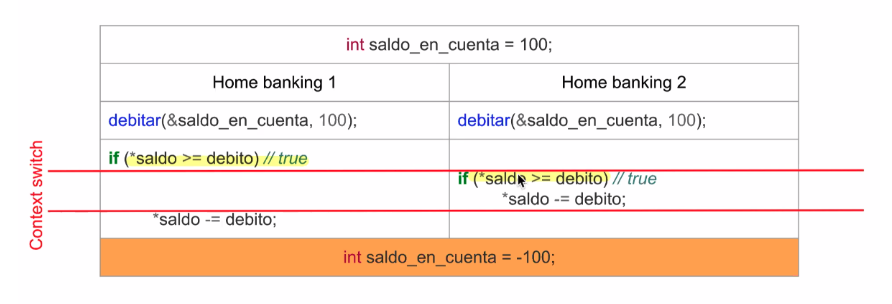 int saldo_en_cuenta = 100;
Home banking 1
Home banking 2
debitar(&saldo_en_cuenta, 100);
debitar(&saldo_en_cuenta, 100);
if (*saldo >= debito) // true
Context switch
if (*saldo >= debito) // true
*saldo -= debito;
*saldo -= debito;
int saldo_en_cuenta = -100;